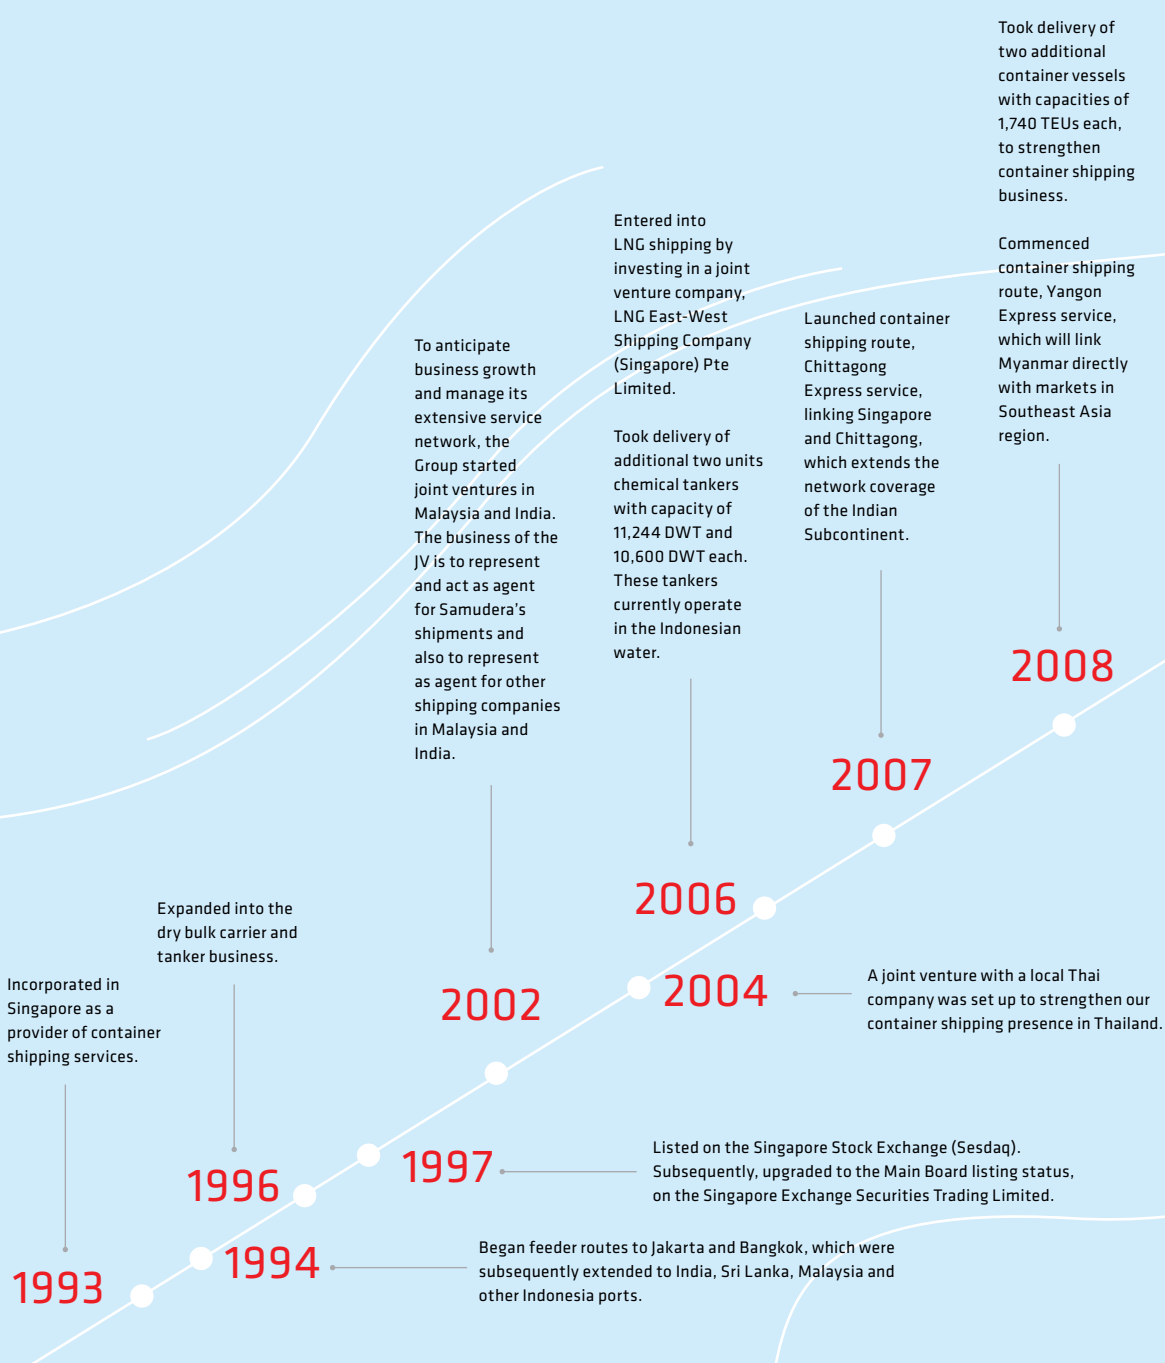 Took delivery of
two additional
container vessels
with capacities of
1,740 TEUs each,
to strengthen
container shipping
business.
Commenced
container shipping
route, Yangon
Express service,
which will link
Myanmar directly
with markets in
Southeast Asia
region.
2008
Entered into
LNG shipping by
investing in a joint
venture company,
LNG East-West
Shipping Company
(Singapore) Pte
Limited.
Took delivery of
additional two units
chemical tankers
with capacity of
11,244 DWT and
10,600 DWT each.
These tankers
currently operate
in the Indonesian
water.
2006
Launched container
shipping route,
Chittagong
Express service,
linking Singapore
and Chittagong,
which extends the
network coverage
of the Indian
Subcontinent.
2007
To anticipate
business growth
and manage its
extensive service
network, the
Group started
joint ventures in
Malaysia and India.
The business of the
JV is to represent
and act as agent
for Samudera's
shipments and
also to represent
as agent for other
shipping companies
in Malaysia and
India.
2002
2004
A joint venture with a local Thai
company was set up to strengthen our
container shipping presence in Thailand.
Expanded into the
dry bulk carrier and
tanker business.
1996
Incorporated in
Singapore as a
provider of container
shipping services.
1993
1997
Listed on the Singapore Stock Exchange (Sesdaq).
Subsequently, upgraded to the Main Board listing status,
on the Singapore Exchange Securities Trading Limited.
1994
Began feeder routes to Jakarta and Bangkok, which were
subsequently extended to India, Sri Lanka, Malaysia and
other Indonesia ports.